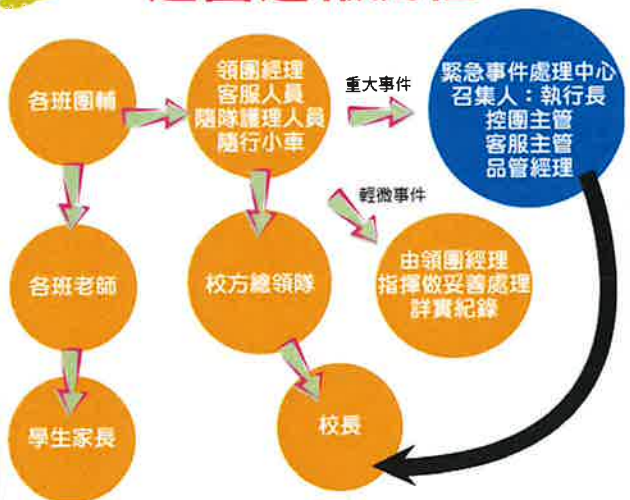 各班團輔
領團經理
客服人員
隨隊護理人員
隨行小車
重大事件
緊急事件處理中心
召集人：執行長
控團主管
客服主管
品管經理
輕微事件
各班老師
校方總領隊
由領團經理
指揮做妥善處理
詳實紀錄
學生家長
校長